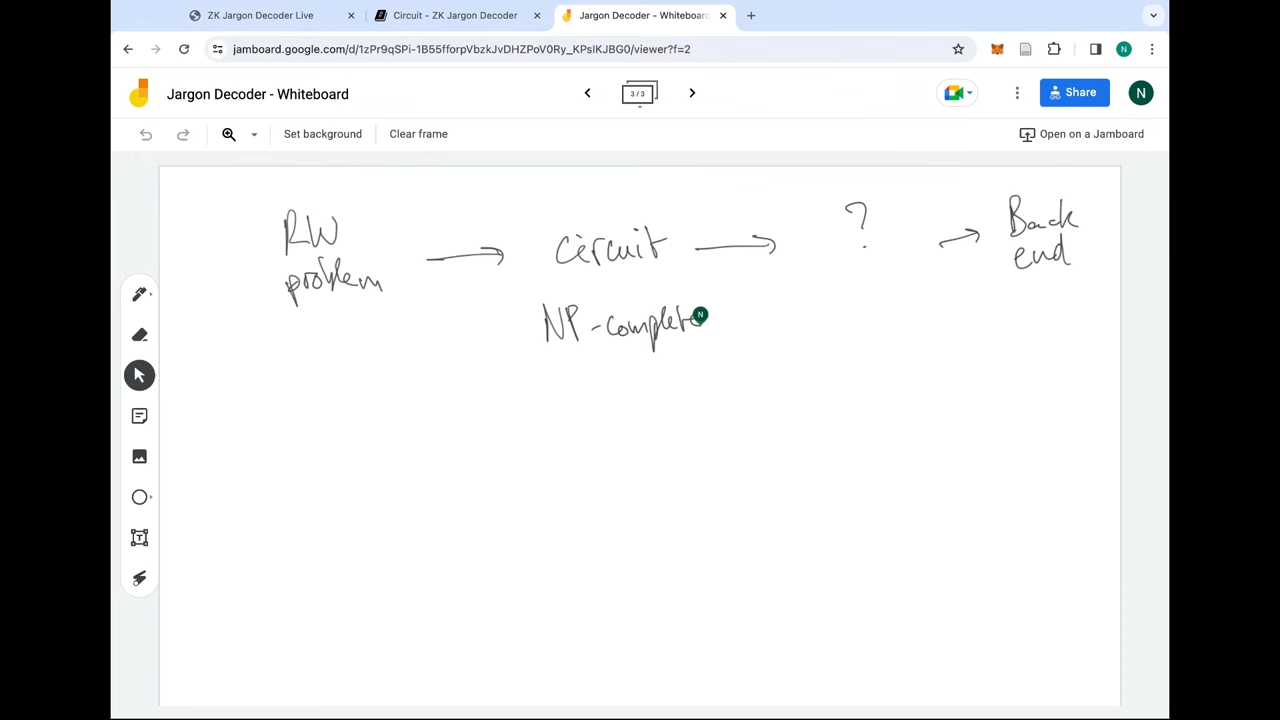 ZK Jargon Decoder Live
Circuit – ZK Jargon Decoder
Jargon Decoder - Whiteboard
jamboard.google.com/d/1zPr9qSPi-1B55fforpVbzkJvDHZPoV0Ry_KPsIKJBG0/viewer?f=2
N
Jargon Decoder - Whiteboard
3 / 3
Share
N
Set background
Clear frame
Open on a Jamboard
RW
problem
circuit
?
Back
end
NP-complete
N